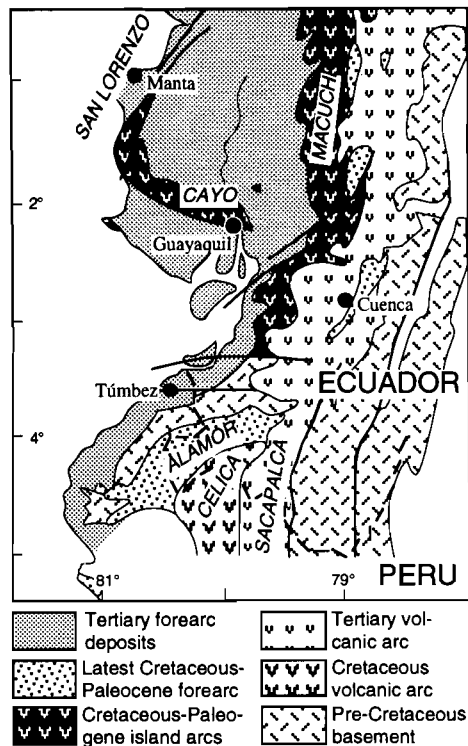 SAN LORENZO
Manta
MACUCHI
2°
CAYO
Guayaquil
Cuenca
ECUADOR
Túmbez
4°
ALAMOR
CELICA
SACAPALCA
PERU
81°
79°
Tertiary forearc
deposits
Latest Cretaceous-
Paleocene forearc
Cretaceous-Paleo-
gene island arcs
Tertiary vol-
canic arc
Cretaceous
volcanic arc
Pre-Cretaceous
basement